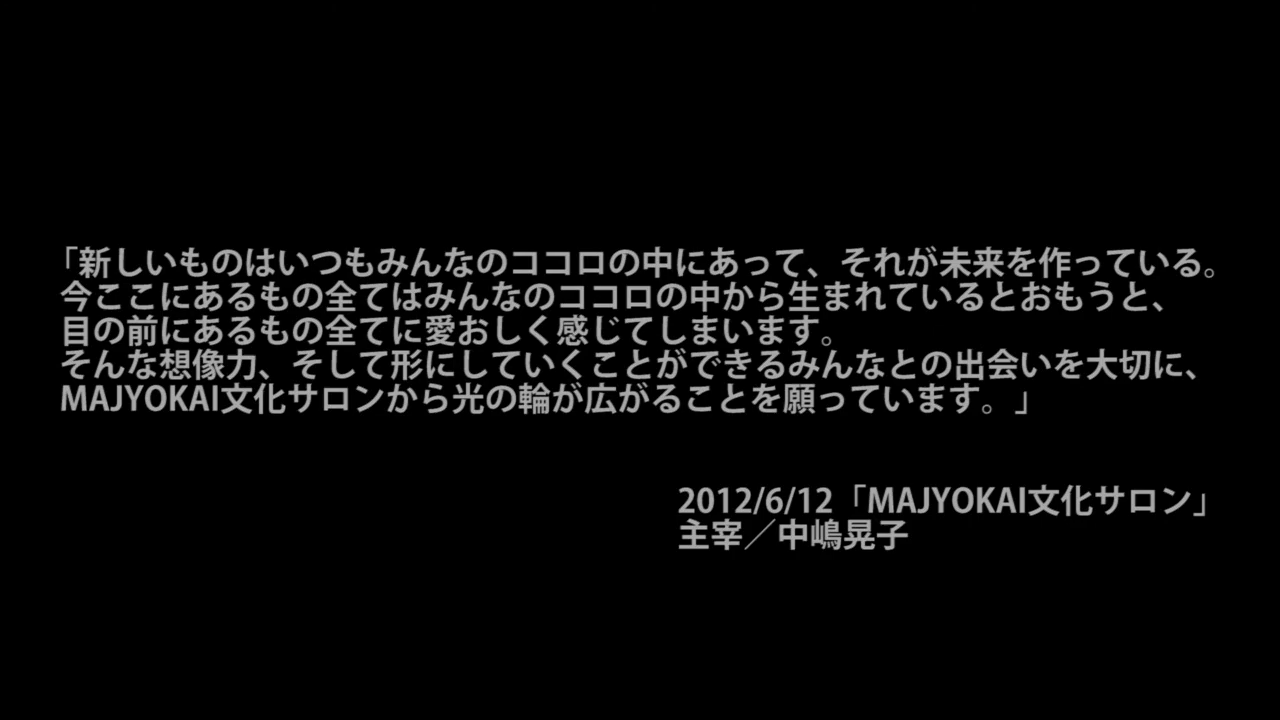 「新しいものはいつもみんなのココロの中にあって、それが未来を作っている。
今ここにあるもの全てはみんなのココロの中から生まれているとおもうと、
目の前にあるもの全てに愛おしく感じてしまいます。
そんな想像力、そして形にしていくことができるみんなとの出会いを大切に、
MAJYOKAI文化サロンから光の輪が広がることを願っています。」
2012/6/12「MAJYOKAI文化サロン」
主宰／中嶋晃子